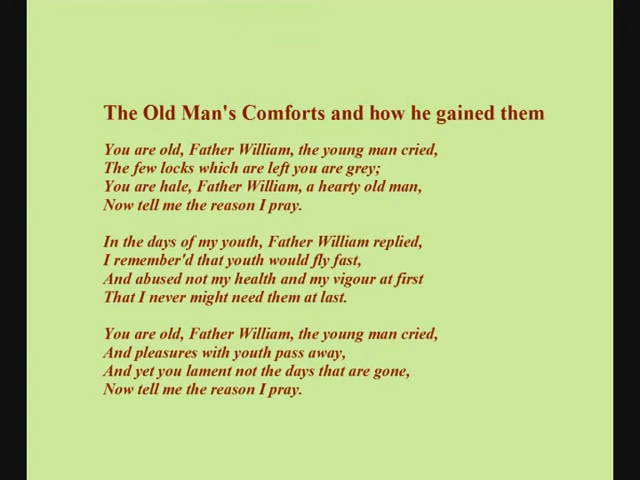 The Old Man's Comforts and how he gained them
You are old, Father William, the young man cried,
The few locks which are left you are grey;
You are hale, Father William, a hearty old man,
Now tell me the reason I pray.
In the days of my youth, Father William replied,
I remember'd that youth would fly fast,
And abused not my health and my vigour at first
That I never might need them at last.
You are old, Father William, the young man cried,
And pleasures with youth pass away,
And yet you lament not the days that are gone,
Now tell me the reason I pray.